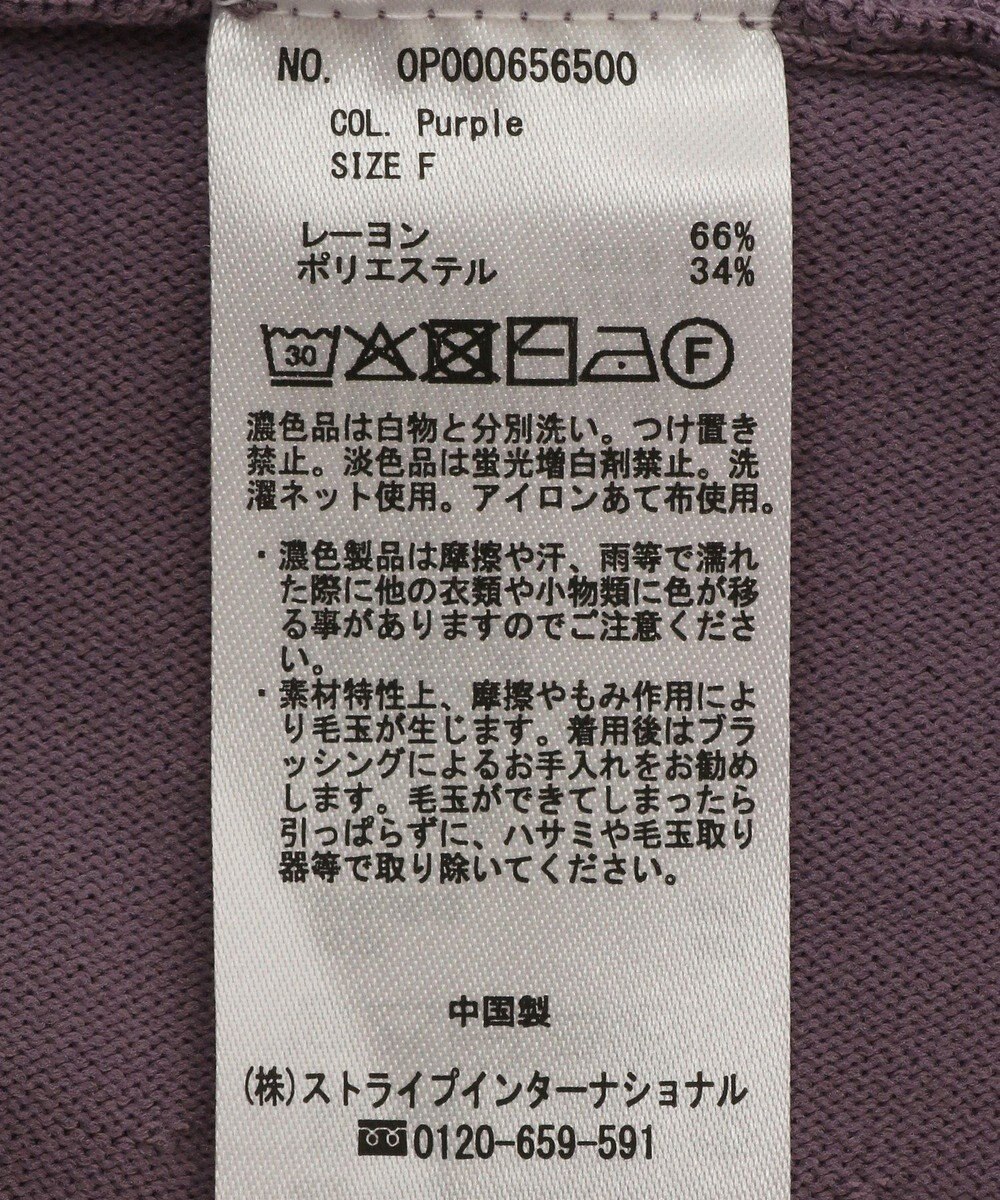 NO. 0P000656500
COL. Purple
SIZE F
レーヨン 66%
ポリエステル 34%
30 F
濃色品は白物と分別洗い。つけ置き
禁止。淡色品は蛍光増白剤禁止。洗
濯ネット使用。アイロンあて布使用。
・濃色製品は摩擦や汗、雨等で濡れ
た際に他の衣類や小物類に色が移
る事がありますのでご注意くださ
い。
・素材特性上、摩擦やもみ作用によ
り毛玉が生じます。着用後はブラ
ッシングによるお手入れをお勧め
します。毛玉ができてしまったら
引っぱらずに、ハサミや毛玉取り
器等で取り除いてください。
中国製
(株)ストライプインターナショナル
0120-659-591